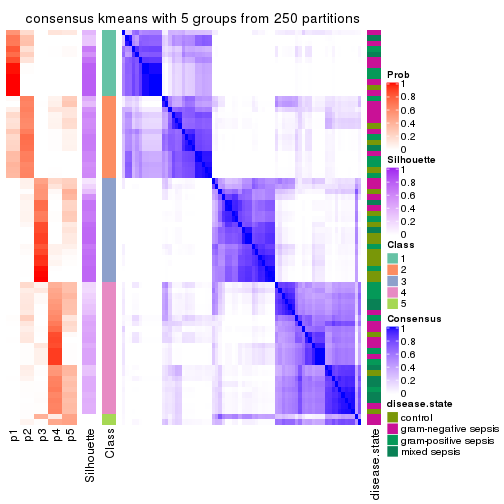 consensus kmeans with 5 groups from 250 partitions
Prob
1
0.8
0.6
0.4
0.2
0
Silhouette
1
0.8
0.6
0.4
0.2
0
Class
1
2
3
4
5
Consensus
1
0.8
0.6
0.4
0.2
0
disease.state
control
gram-negative sepsis
gram-positive sepsis
mixed sepsis
p1
p2
p3
p4
p5
Silhouette
Class
disease.state